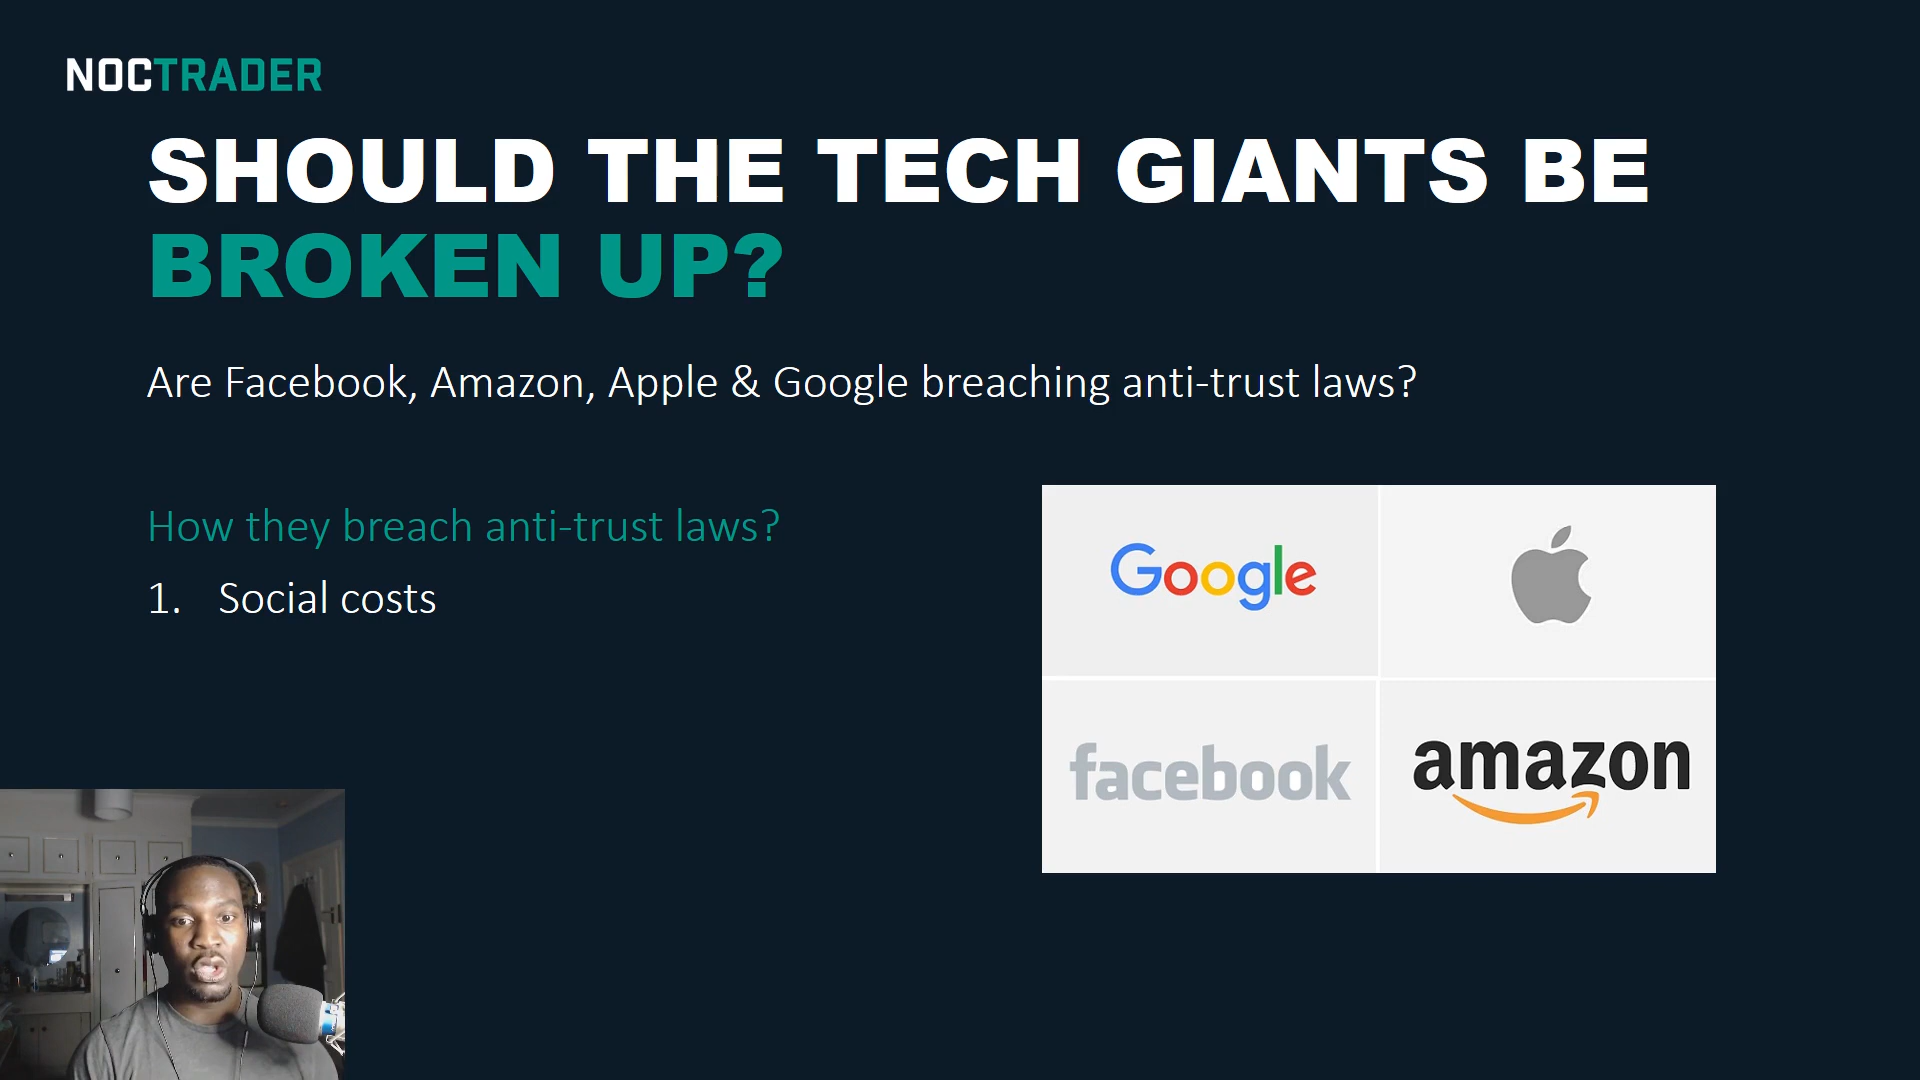 NOCTRADER
SHOULD THE TECH GIANTS BE
BROKEN UP?
Are Facebook, Amazon, Apple & Google breaching anti-trust laws?
How they breach anti-trust laws?
1. Social costs
Google
facebook
amazon